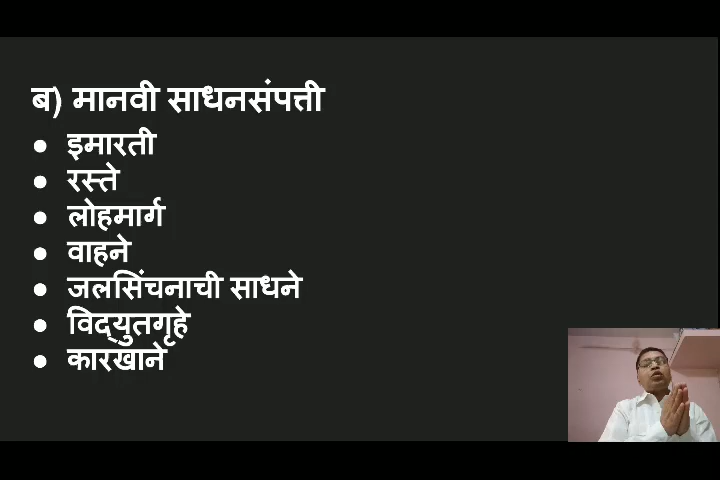 ब) मानवी साधनसंपत्ती
● इमारती
● रस्ते
● लोहमार्ग
● वाहने
● जलसिंचनाची साधने
● विद्युतगृहे
● कारखाने